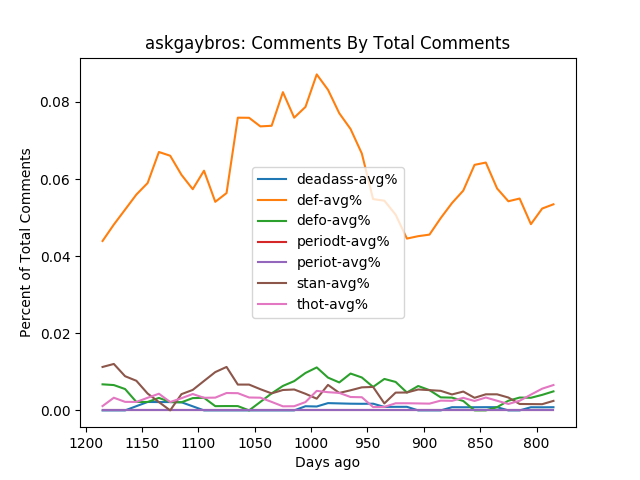 askgaybros: Comments By Total Comments
Percent of Total Comments
0.08
0.06
0.04
0.02
0.00
deadass-avg%
def-avg%
defo-avg%
periodt-avg%
periot-avg%
stan-avg%
thot-avg%
1200 1150 1100 1050 1000 950 900 850 800
Days ago